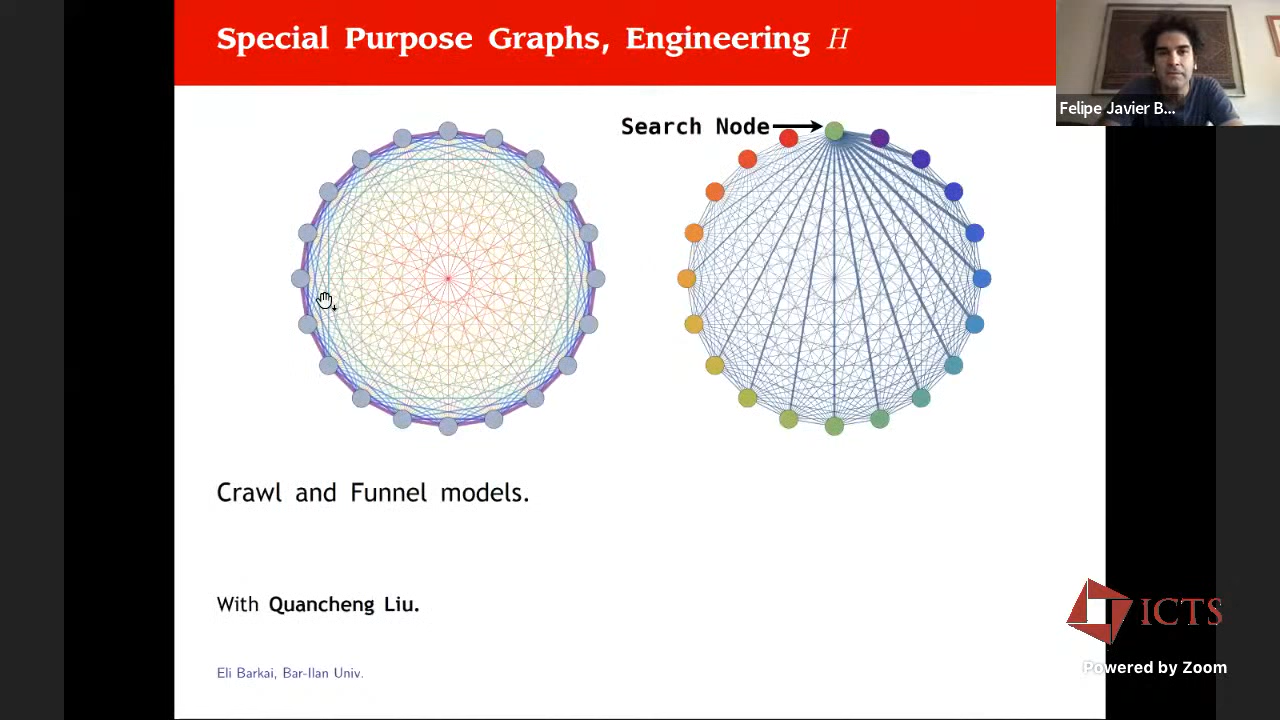 Special Purpose Graphs, Engineering H
Felipe Javier B...
Search Node
Crawl and Funnel models.
With Quancheng Liu.
ICTS
Powered by Zoom
Eli Barkai, Bar-Ilan Univ.